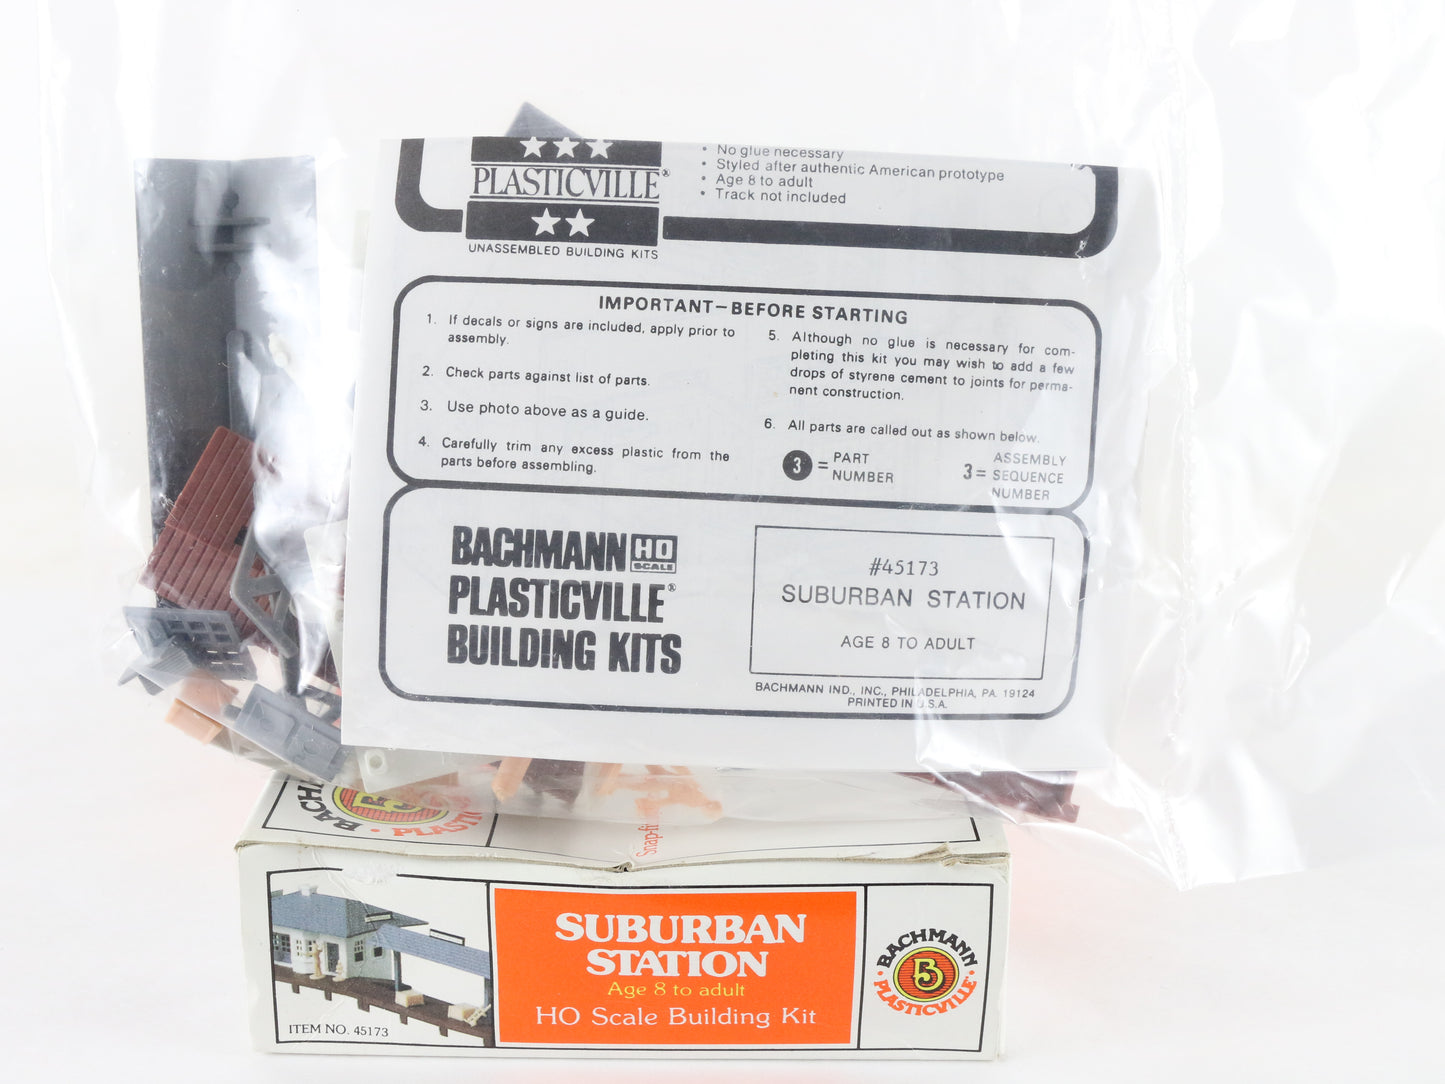 • No glue necessary
• Styled after authentic American prototype
• Age 8 to adult
• Track not included
PLASTICVILLE®
UNASSEMBLED BUILDING KITS
IMPORTANT—BEFORE STARTING
1. If decals or signs are included, apply prior to
assembly.
2. Check parts against list of parts.
3. Use photo above as a guide.
4. Carefully trim any excess plastic from the
parts before assembling.
5. Although no glue is necessary for com-
pleting this kit you may wish to add a few
drops of styrene cement to joints for perma-
nent construction.
6. All parts are called out as shown below.
3 = PART
NUMBER
3 = ASSEMBLY
SEQUENCE
NUMBER
BACHMANN HO
SCALE
PLASTICVILLE®
BUILDING KITS
#45173
SUBURBAN STATION
AGE 8 TO ADULT
BACHMANN IND., INC., PHILADELPHIA, PA. 19124
PRINTED IN U.S.A.
BACH
B
• PLASTIC
Snap-fi
SUBURBAN
STATION
Age 8 to adult
HO Scale Building Kit
ITEM NO. 45173
BACHMANN
B
• PLASTICVILLE •